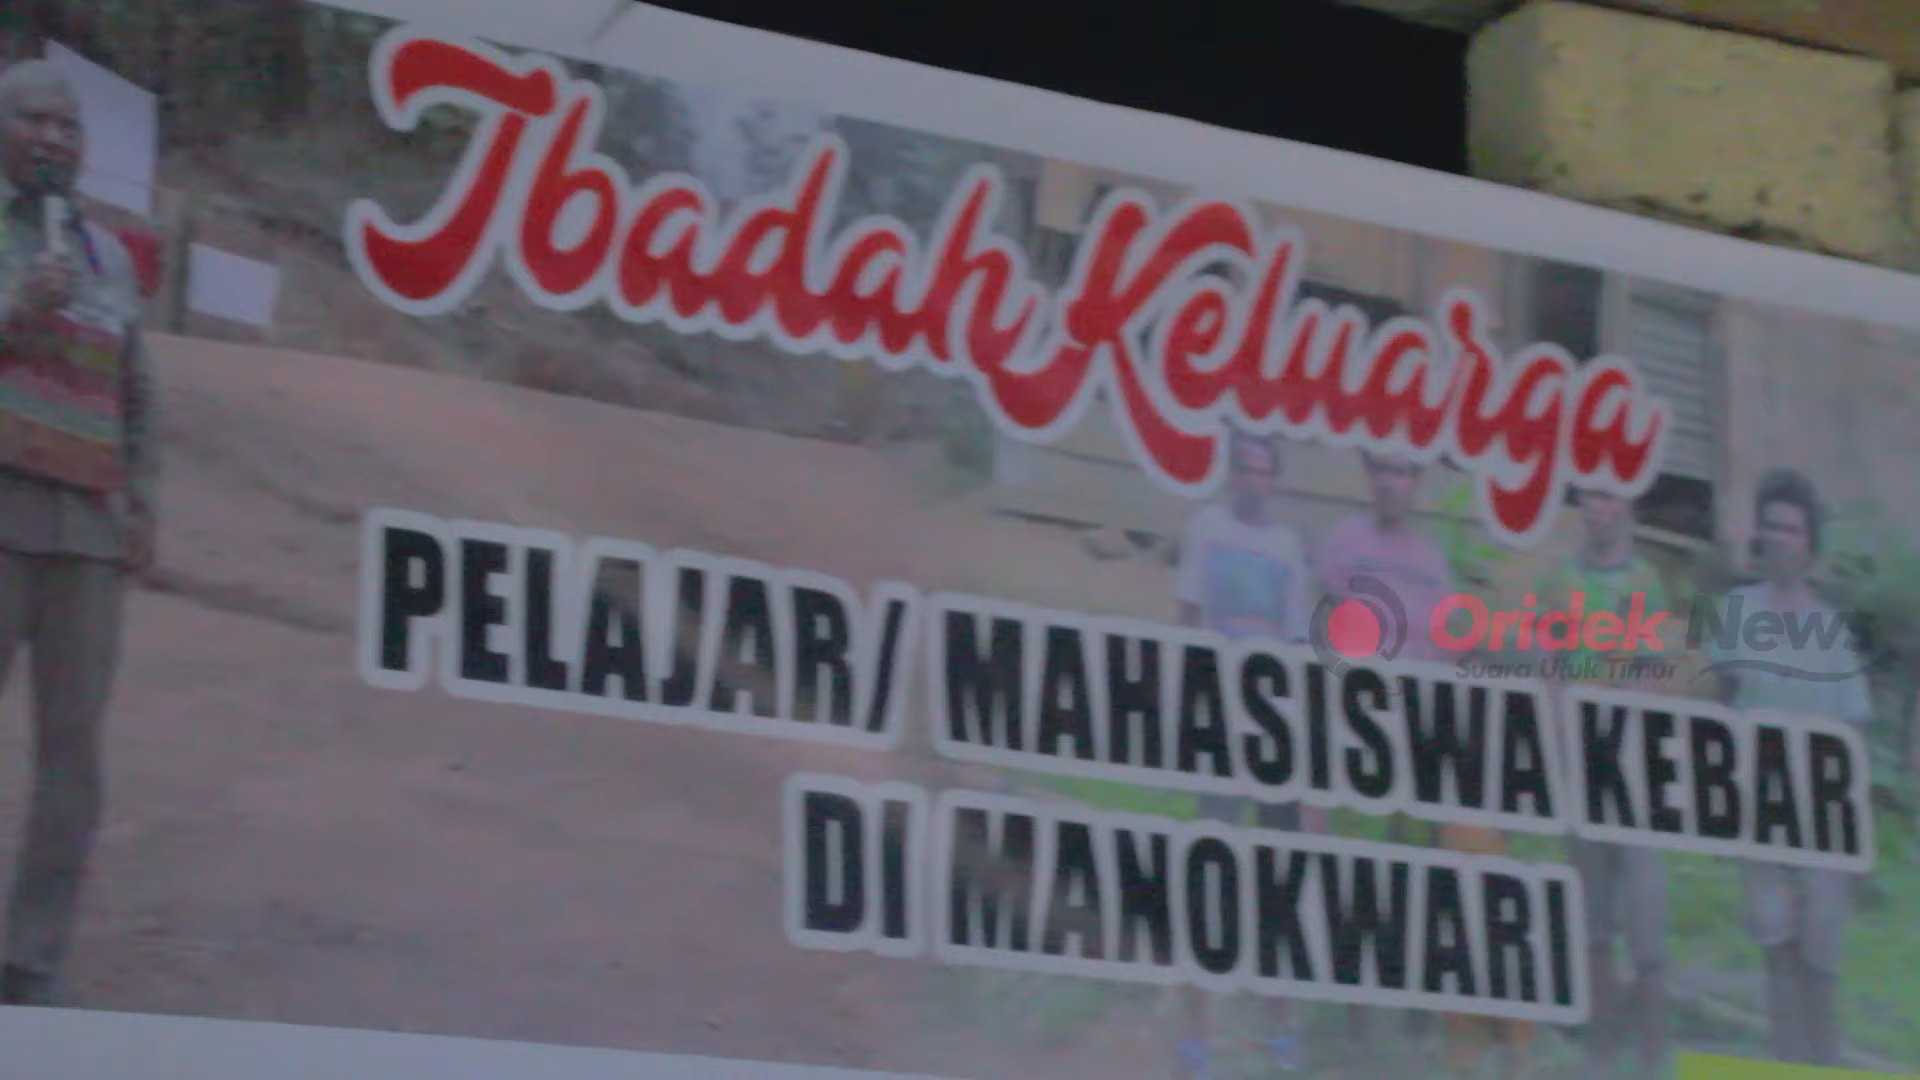 Ibadah Keluarga
PELAJAR/ MAHASISWA KEBAR
DI MANOKWARI
Oridek News
Suara Ufuk Timur